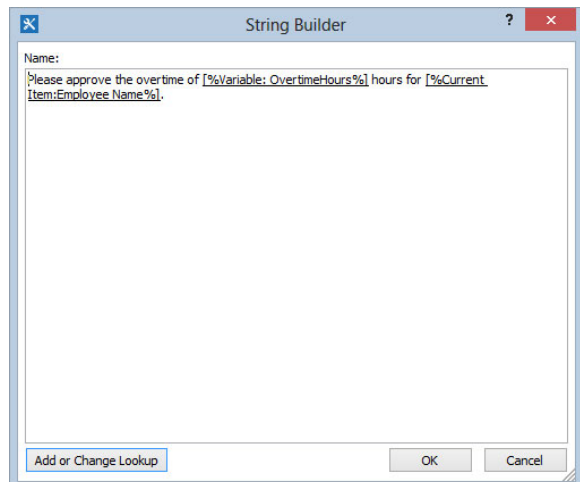 String Builder
?
×
Name:
Please approve the overtime of [%Variable: OvertimeHours%] hours for [%Current
Item:Employee Name%].
Add or Change Lookup
OK
Cancel